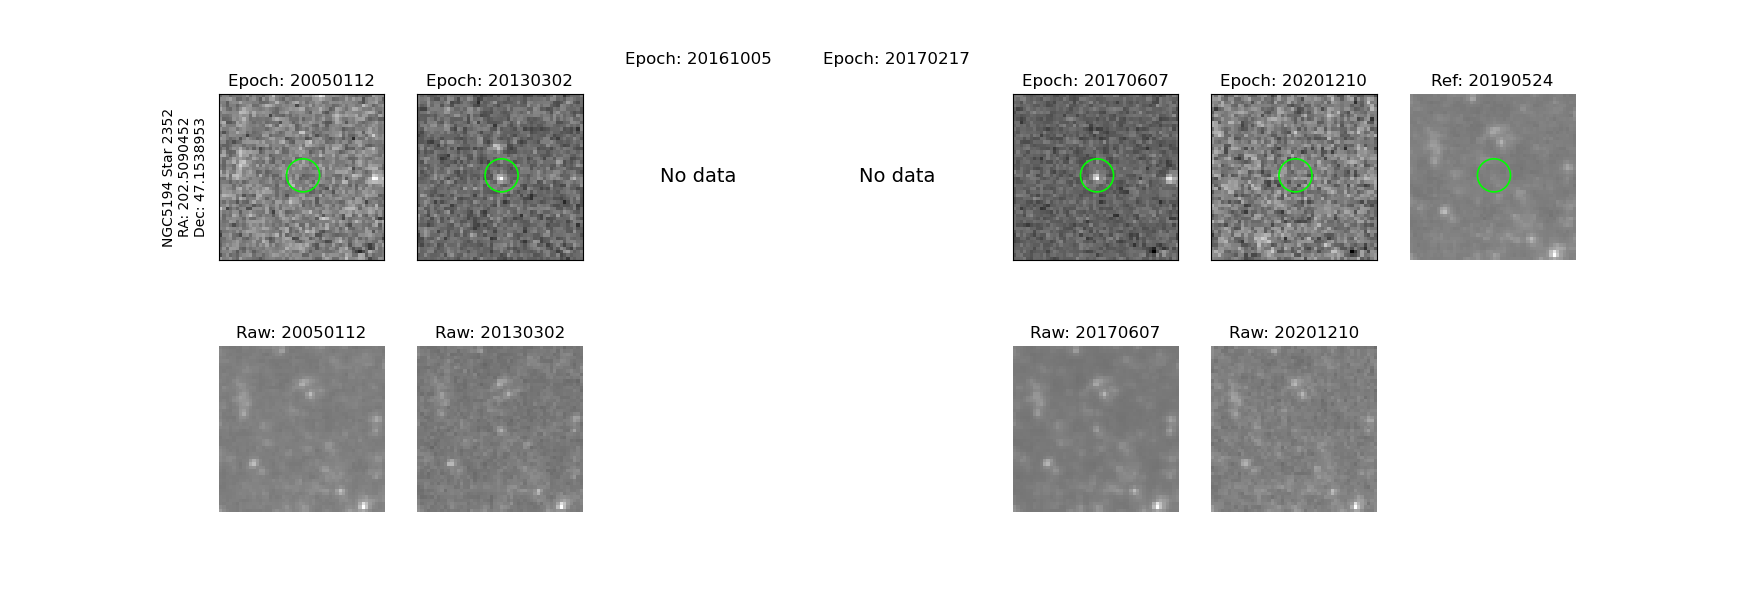 Epoch: 20161005
Epoch: 20170217
Epoch: 20050112
Epoch: 20130302
Epoch: 20170607
Epoch: 20201210
Ref: 20190524
NGC5194 Star 2352
RA: 202.5090452
Dec: 47.1538953
No data
No data
Raw: 20050112
Raw: 20130302
Raw: 20170607
Raw: 20201210